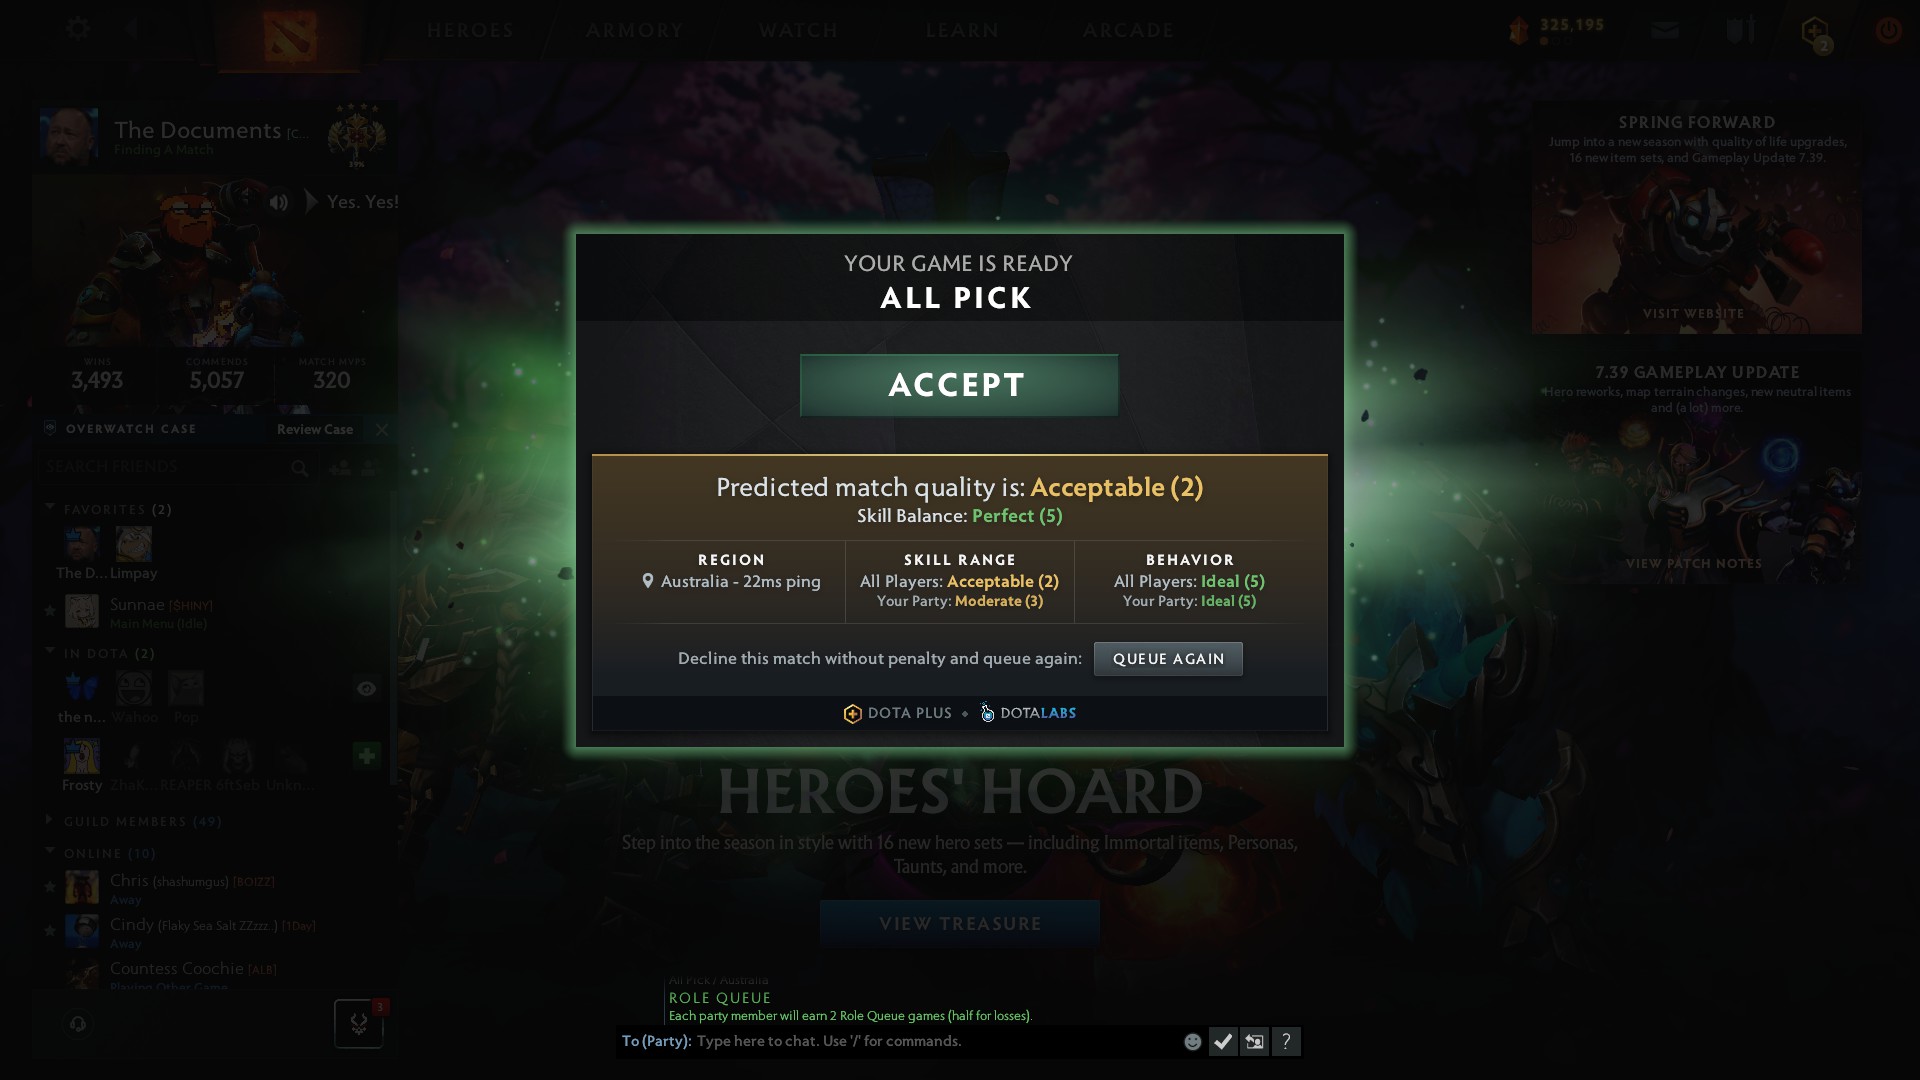 HEROES
ARMORY
WATCH
LEARN
ARCADE
325,195
2
The Documents [C...
Finding A Match
39%
Yes. Yes!
WINS
3,493
COMMENDS
5,057
MATCH MVPS
320
OVERWATCH CASE
Review Case
SEARCH FRIENDS
FAVORITES (2)
The D...
Limpay
Sunnae [$HINY]
Main Menu (Idle)
IN DOTA (2)
the n...
Wahoo
Pop
Frosty
ZhaK...
REAPER
6ftSeb
Unkn...
GUILD MEMBERS (49)
ONLINE (10)
Chris (shashumgus) [BOIZZ]
Away
Cindy (Flaky Sea Salt ZZzzz..) [1Day]
Away
Countess Coochie [ALB]
Playing Other Game
3
YOUR GAME IS READY
ALL PICK
ACCEPT
Predicted match quality is: Acceptable (2)
Skill Balance: Perfect (5)
REGION
Australia - 22ms ping
SKILL RANGE
All Players: Acceptable (2)
Your Party: Moderate (3)
BEHAVIOR
All Players: Ideal (5)
Your Party: Ideal (5)
Decline this match without penalty and queue again:
QUEUE AGAIN
DOTA PLUS
DOTALABS
HEROES' HOARD
Step into the season in style with 16 new hero sets — including Immortal items, Personas,
Taunts, and more.
VIEW TREASURE
All Pick / Australia
ROLE QUEUE
Each party member will earn 2 Role Queue games (half for losses).
To (Party): Type here to chat. Use '/' for commands.
?
SPRING FORWARD
Jump into a new season with quality of life upgrades,
16 new item sets, and Gameplay Update 7.39.
VISIT WEBSITE
7.39 GAMEPLAY UPDATE
Hero reworks, map terrain changes, new neutral items
and (a lot) more.
VIEW PATCH NOTES